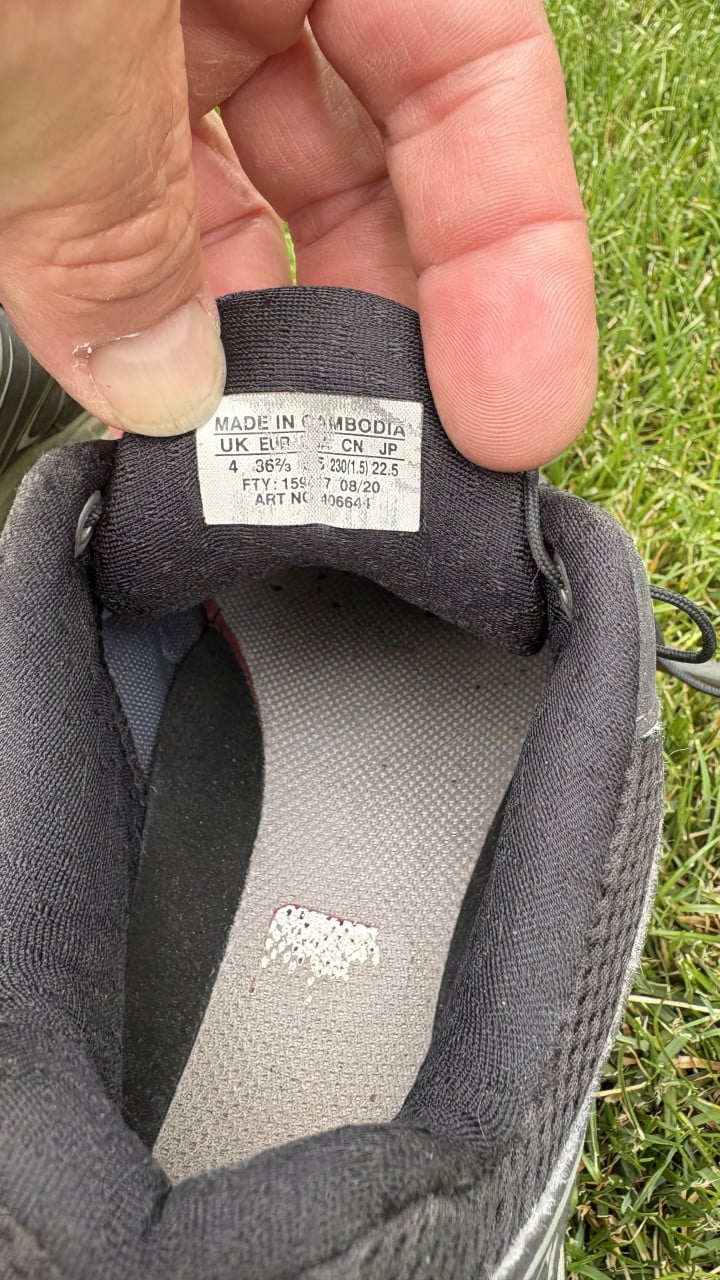 MADE IN CAMBODIA
UK EUR CN JP
4 36⅔ 230(1.5) 22.5
FTY: 08/20
ART NO